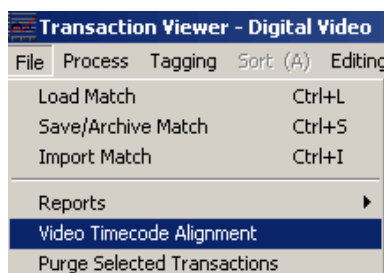 Transaction Viewer - Digital Video
File Process Tagging Sort (A) Editing
Load Match Ctrl+L
Save/Archive Match Ctrl+S
Import Match Ctrl+I
Reports
Video Timecode Alignment
Purge Selected Transactions